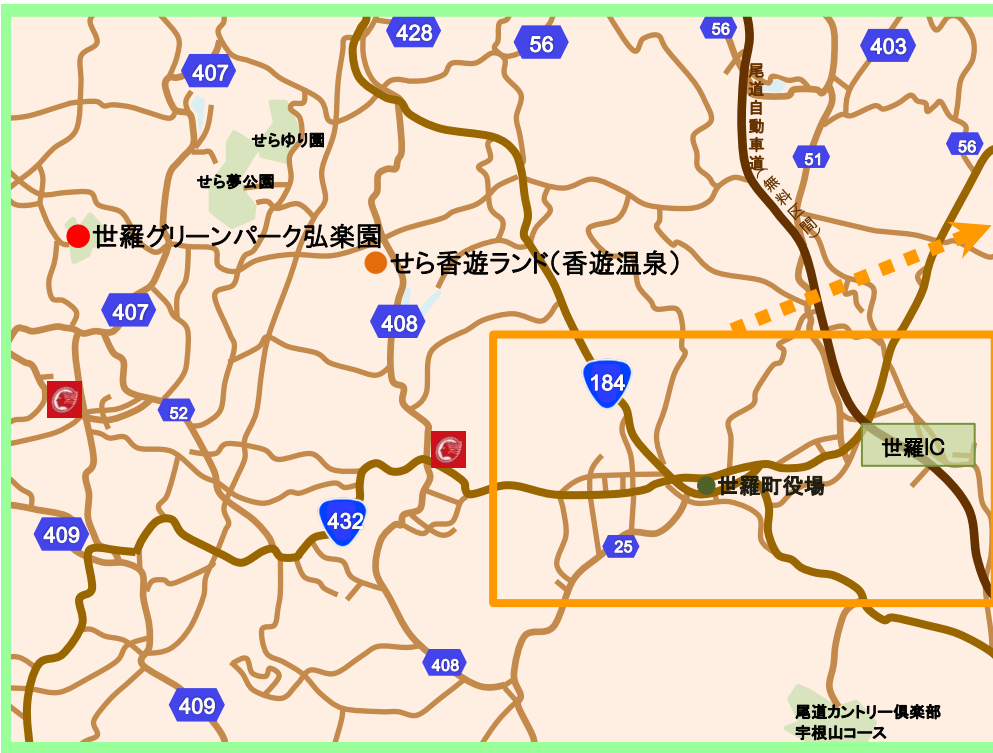 428
56
56
403
407
尾道自動車道
(無料区間)
せらゆり園
51
56
せら夢公園
世羅グリーンパーク弘楽園
せら香遊ランド(香遊温泉)
407
408
184
52
世羅IC
世羅町役場
432
409
25
408
409
尾道カントリー倶楽部
宇根山コース